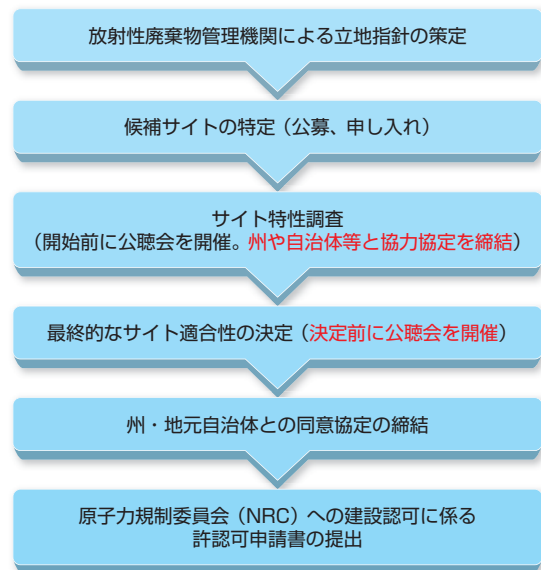 放射性廃棄物管理機関による立地指針の策定
候補サイトの特定（公募、申し入れ）
サイト特性調査
（開始前に公聴会を開催。州や自治体等と協力協定を締結）
最終的なサイト適合性の決定（決定前に公聴会を開催）
州・地元自治体との同意協定の締結
原子力規制委員会（NRC）への建設認可に係る
許認可申請書の提出